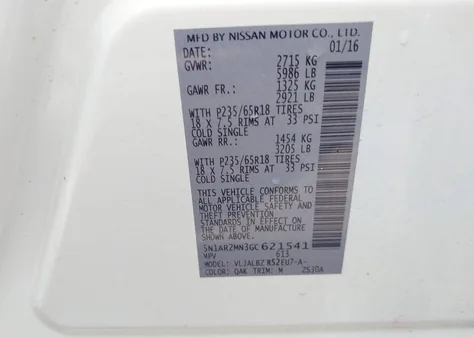 MFD BY NISSAN MOTOR CO., LTD.
DATE: 01/16
GVWR: 2715 KG
5986 LB
GAWR FR.: 1325 KG
2921 LB
WITH P235/65R18 TIRES
18 X 7.5 RIMS AT 33 PSI
COLD SINGLE
GAWR RR.: 1454 KG
3205 LB
WITH P235/65R18 TIRES
18 X 7.5 RIMS AT 33 PSI
COLD SINGLE
THIS VEHICLE CONFORMS TO
ALL APPLICABLE FEDERAL
MOTOR VEHICLE SAFETY AND
STANDARDS IN EFFECT ON
THE DATE OF MANUFACTURE
SHOWN ABOVE.
5N1AR2MN3GC 621541
MPV 613
MODEL: R52EU7-A-
COLOR: QAK TRIM: M 2530A